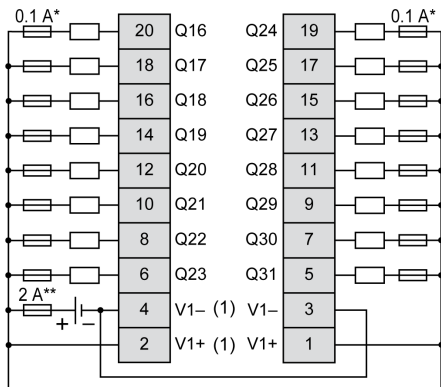 0.1 A* 20 Q16 Q24 19 0.1 A*
18 Q17 Q25 17
16 Q18 Q26 15
14 Q19 Q27 13
12 Q20 Q28 11
10 Q21 Q29 9
8 Q22 Q30 7
6 Q23 Q31 5
2 A** + – 4 V1– (1) V1– 3
2 V1+ (1) V1+ 1